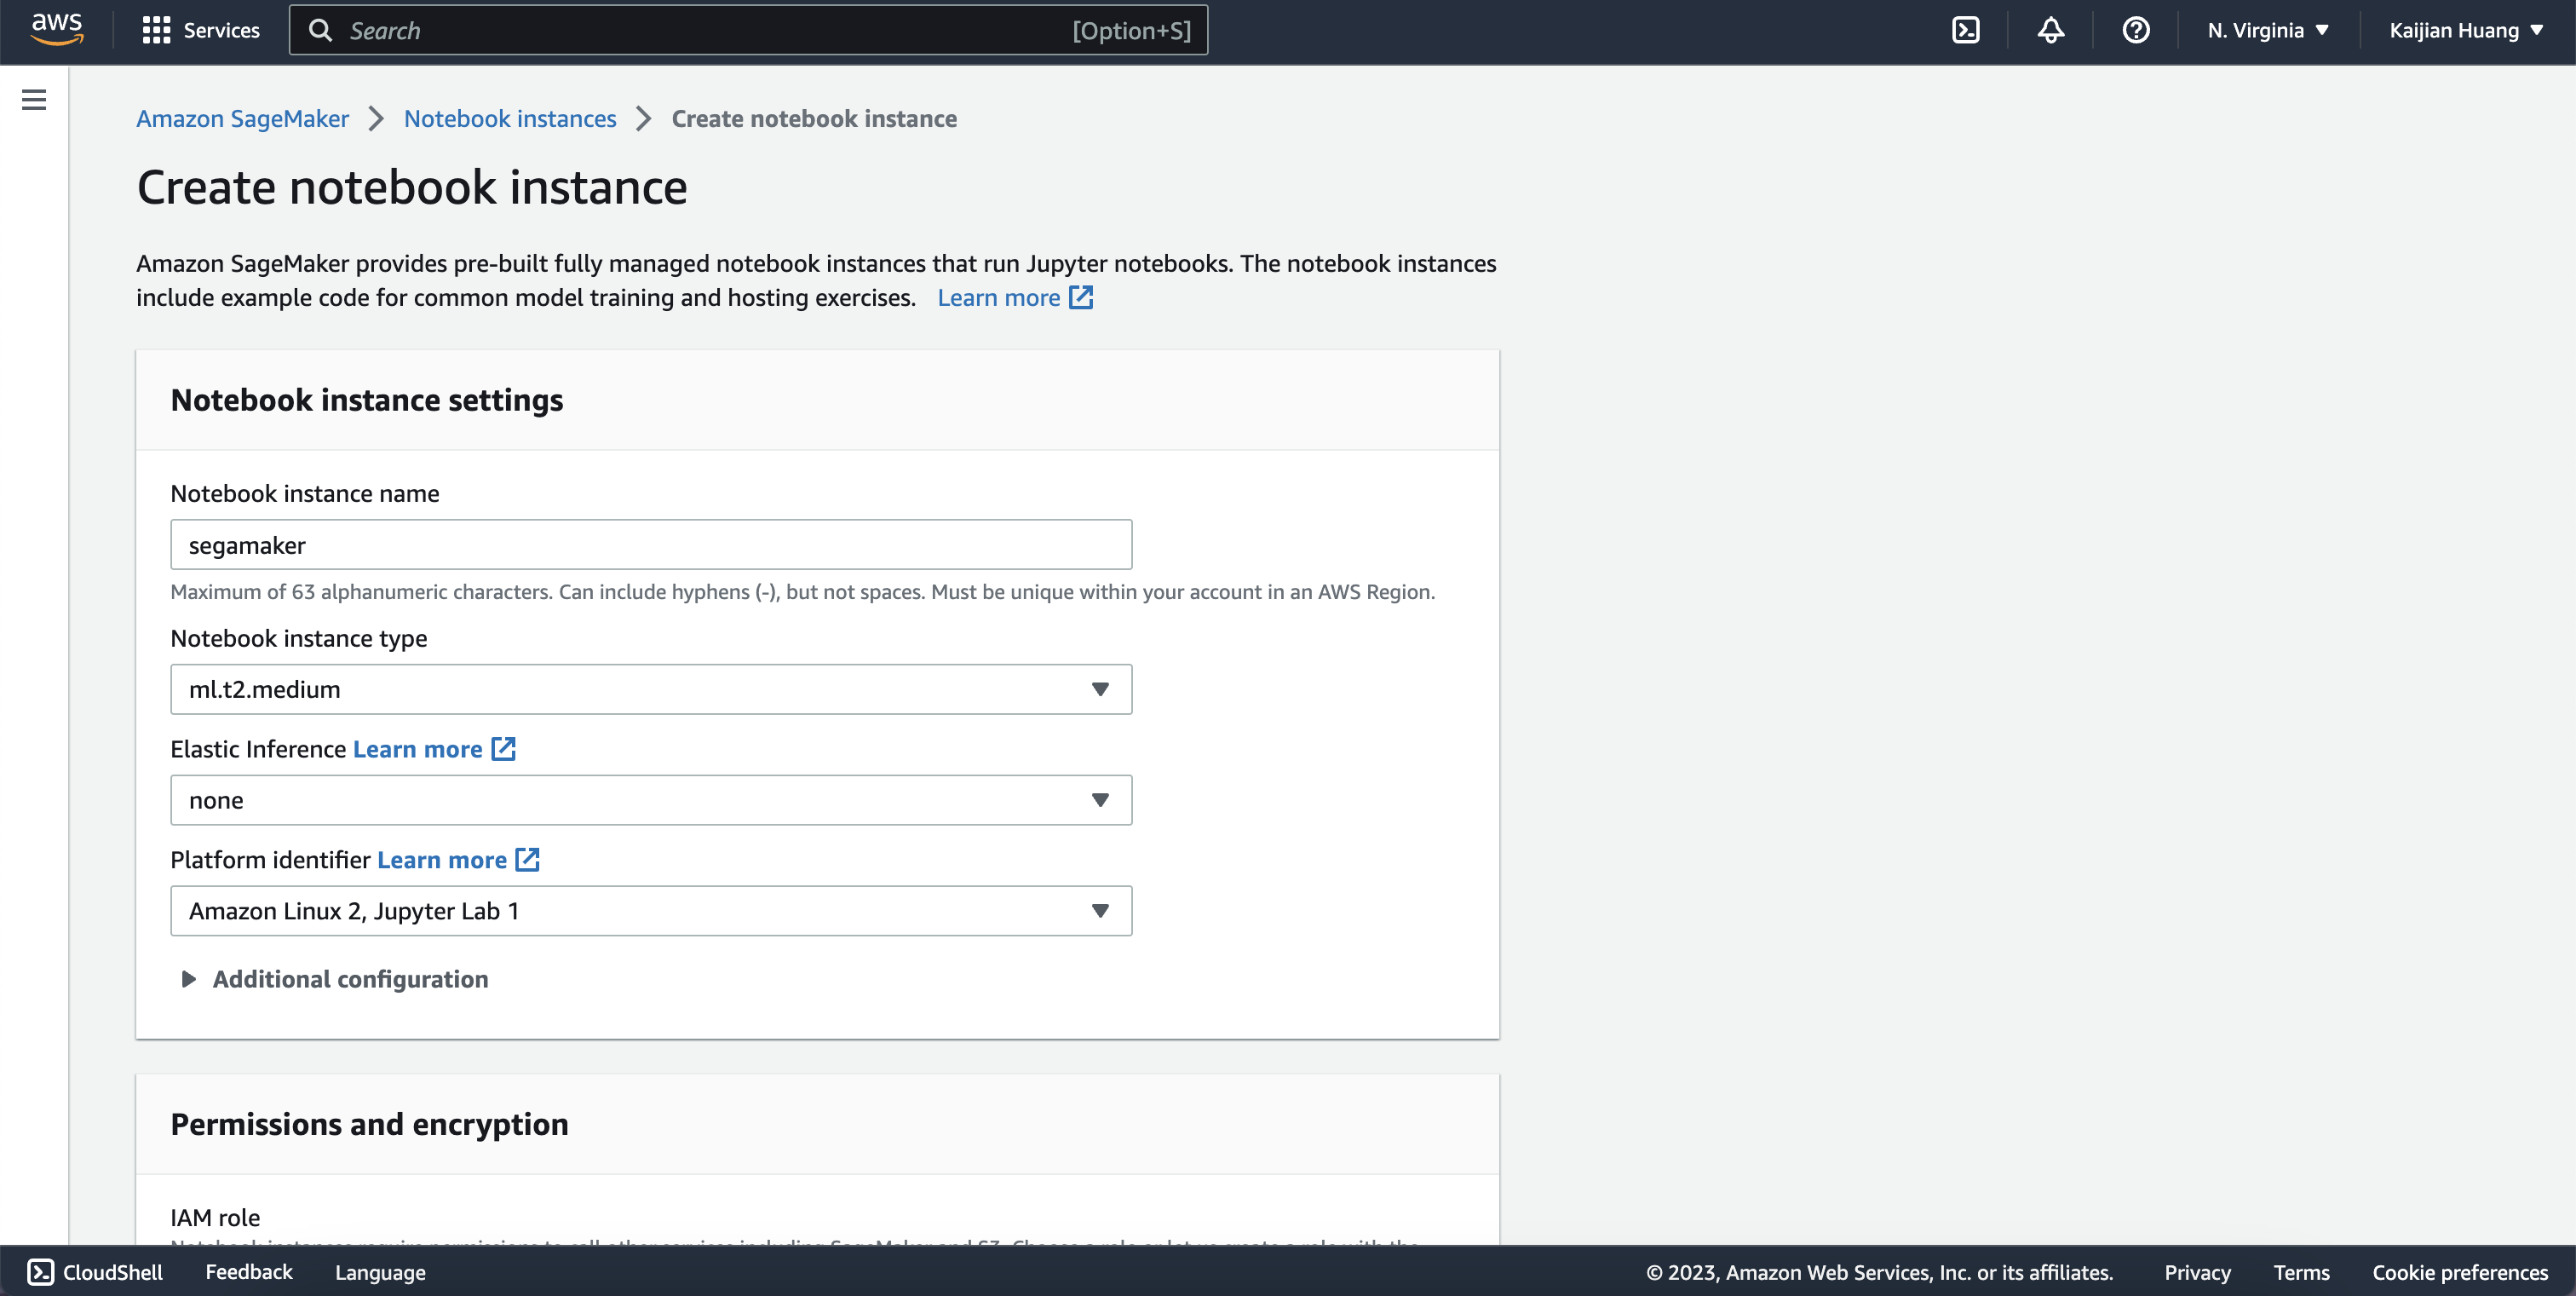 aws
Services
Search
[Option+S]
N. Virginia
Kaijian Huang
Amazon SageMaker
Notebook instances
Create notebook instance
Create notebook instance
Amazon SageMaker provides pre-built fully managed notebook instances that run Jupyter notebooks. The notebook instances
include example code for common model training and hosting exercises. Learn more
Notebook instance settings
Notebook instance name
segamaker
Maximum of 63 alphanumeric characters. Can include hyphens (-), but not spaces. Must be unique within your account in an AWS Region.
Notebook instance type
ml.t2.medium
Elastic Inference Learn more
none
Platform identifier Learn more
Amazon Linux 2, Jupyter Lab 1
Additional configuration
Permissions and encryption
IAM role
CloudShell
Feedback
Language
© 2023, Amazon Web Services, Inc. or its affiliates.
Privacy
Terms
Cookie preferences